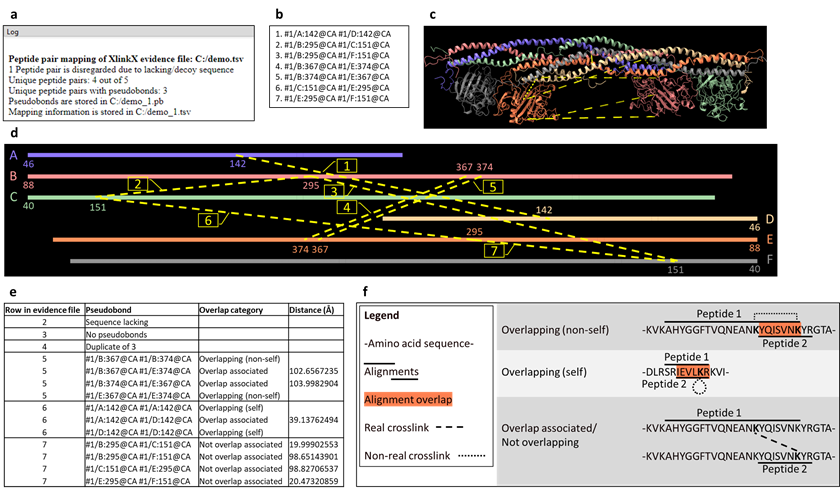 a
Log
Peptide pair mapping of XlinkX evidence file: C:/demo.tsv
1 Peptide pair is disregarded due to lacking/decoy sequence
Unique peptide pairs: 4 out of 5
Unique peptide pairs with pseudobonds: 3
Pseudobonds are stored in C:/demo_1.pb
Mapping information is stored in C:/demo_1.tsv
b
1. #1/A:142@CA #1/D:142@CA
2. #1/B:295@CA #1/C:151@CA
3. #1/B:295@CA #1/F:151@CA
4. #1/B:367@CA #1/E:374@CA
5. #1/B:374@CA #1/E:367@CA
6. #1/C:151@CA #1/E:295@CA
7. #1/E:295@CA #1/F:151@CA
c
d
A
46 142
1
367 374
B
88 295
2
3
5
C
40 151
4
6
142
D
46
295
E
374 367
88
7
F
151 40
e
Row in evidence file Pseudobond Overlap category Distance (Å)
2 Sequence lacking
3 No pseudobonds
4 Duplicate of 3
5 #1/B:367@CA #1/B:374@CA Overlapping (non-self)
5 #1/B:367@CA #1/E:374@CA Overlap associated 102.6567235
5 #1/B:374@CA #1/E:367@CA Overlap associated 103.9982904
5 #1/E:367@CA #1/E:374@CA Overlapping (non-self)
6 #1/A:142@CA #1/A:142@CA Overlapping (self)
6 #1/A:142@CA #1/D:142@CA Overlap associated 39.13762494
6 #1/D:142@CA #1/D:142@CA Overlapping (self)
7 #1/B:295@CA #1/C:151@CA Not overlap associated 19.99902553
7 #1/B:295@CA #1/F:151@CA Not overlap associated 98.65143901
7 #1/C:151@CA #1/E:295@CA Not overlap associated 98.82706537
7 #1/E:295@CA #1/F:151@CA Not overlap associated 20.47320859
f
Legend
-Amino acid sequence-
Alignments
Alignment overlap
Real crosslink
Non-real crosslink
Overlapping (non-self)
Peptide 1
-KVKAHYGGFTVQNEANKYQISVNKYRGTA-
Peptide 2
Overlapping (self)
Peptide 1
-DLRSRIEVLKRKVI-
Peptide 2
Overlap associated/
Not overlapping
Peptide 1
-KVKAHYGGFTVQNEANKYQISVNKYRGTA-
-KVKAHYGGFTVQNEANKYQISVNKYRGTA-
Peptide 2